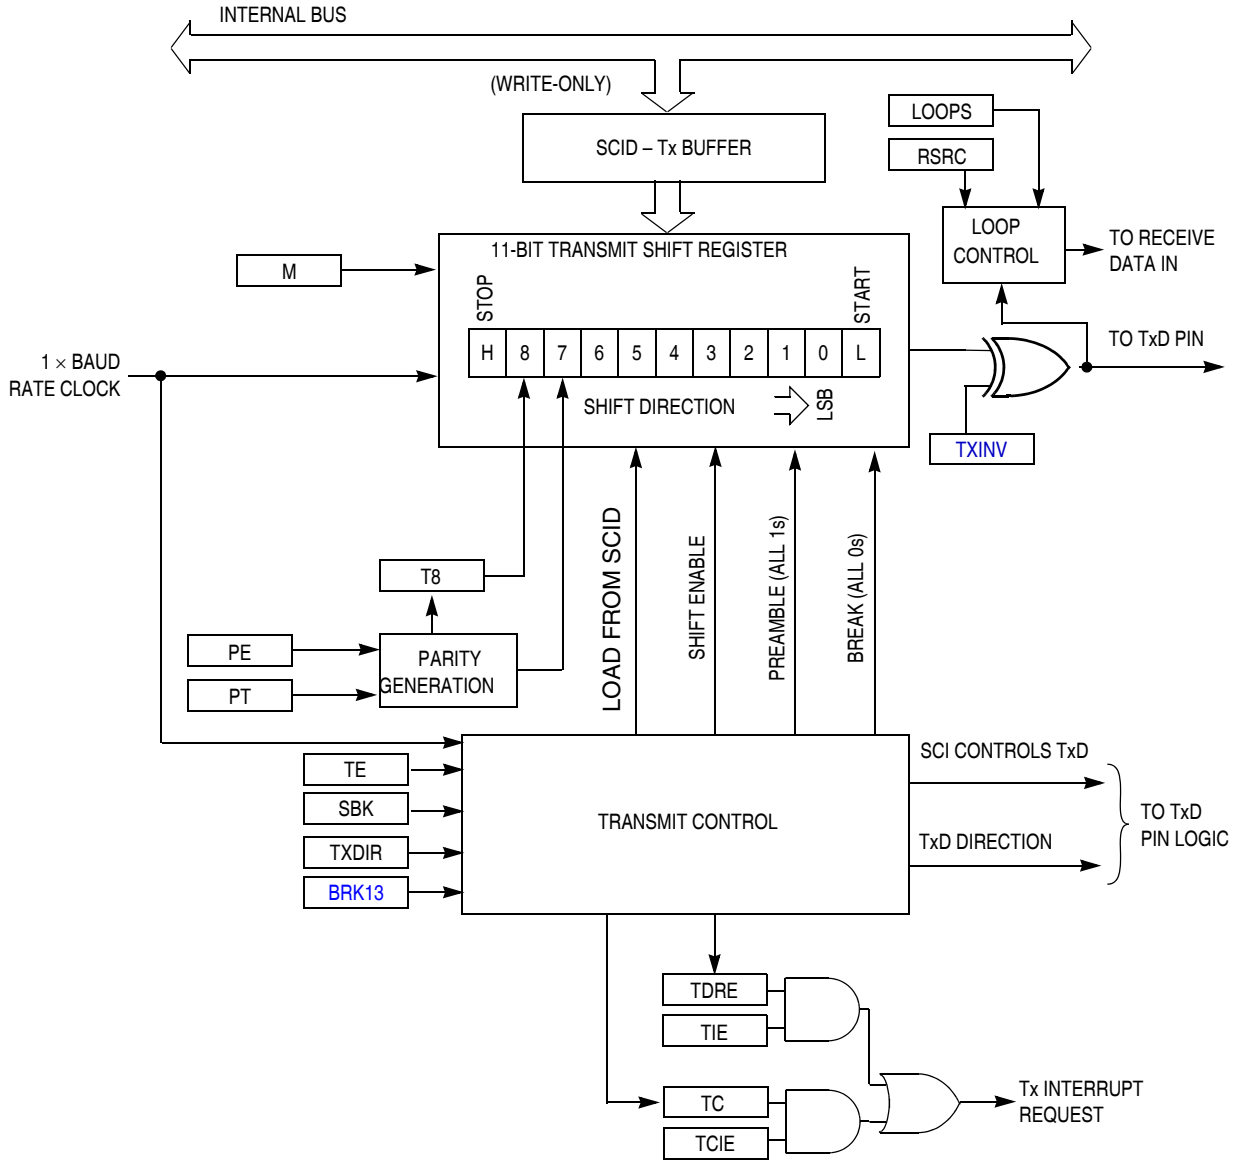 INTERNAL BUS
(WRITE-ONLY)
SCID – Tx BUFFER
LOOPS
RSRC
LOOP
CONTROL
TO RECEIVE
DATA IN
11-BIT TRANSMIT SHIFT REGISTER
M
STOP
START
H 8 7 6 5 4 3 2 1 0 L
1 × BAUD
RATE CLOCK
SHIFT DIRECTION
LSB
TO TxD PIN
TXINV
LOAD FROM SCID
SHIFT ENABLE
PREAMBLE (ALL 1s)
BREAK (ALL 0s)
T8
PE
PT
PARITY
GENERATION
TE
SBK
TXDIR
BRK13
TRANSMIT CONTROL
SCI CONTROLS TxD
TxD DIRECTION
TO TxD
PIN LOGIC
TDRE
TIE
TC
TCIE
Tx INTERRUPT
REQUEST